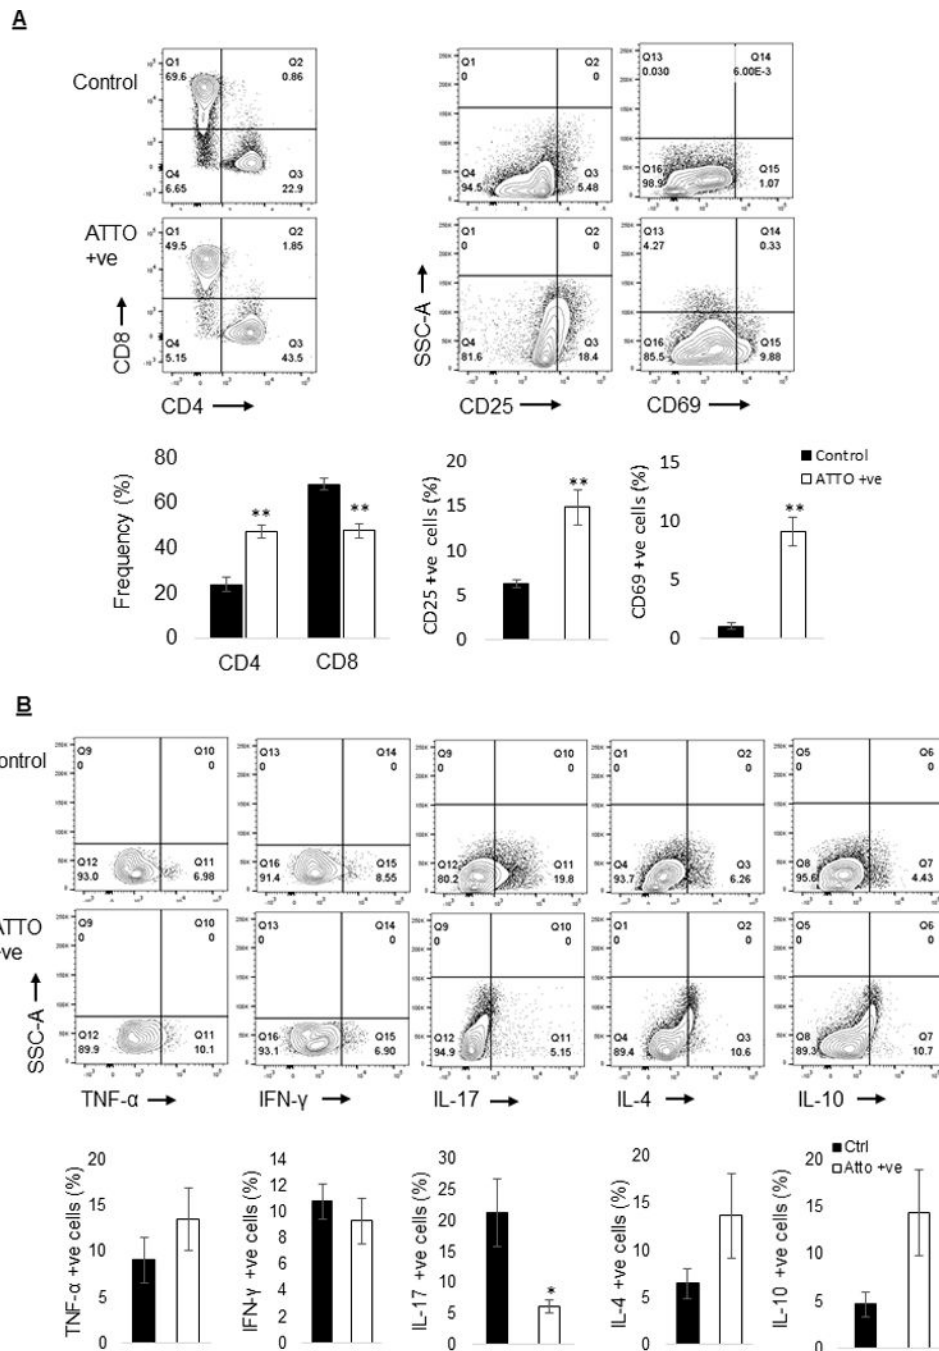 A
Control
Q1
69.6
Q2
0.86
Q4
6.65
Q3
22.9
Q1
0
Q2
0
Q4
94.5
Q3
5.48
Q13
0.030
Q14
6.00E-3
Q16
98.9
Q15
1.07
ATTO
+ve
Q1
49.5
Q2
1.85
Q4
5.15
Q3
43.5
Q1
0
Q2
0
Q4
81.6
Q3
18.4
Q13
4.27
Q14
0.33
Q16
85.5
Q15
9.88
CD8
SSC-A
CD4
CD25
CD69
Frequency (%)
80
60
40
20
0
** **
CD4 CD8
CD25 +ve cells (%)
20
15
10
5
0
**
CD69 +ve cells (%)
15
10
5
0
**
Control
ATTO +ve
B
ontrol
Q9
0
Q10
0
Q12
93.0
Q11
6.98
Q13
0
Q14
0
Q16
91.4
Q15
8.55
Q9
0
Q10
0
Q12
80.2
Q11
19.8
Q1
0
Q2
0
Q4
93.7
Q3
6.26
Q5
0
Q6
0
Q8
95.6
Q7
4.43
ATTO
+ve
Q9
0
Q10
0
Q12
89.9
Q11
10.1
Q13
0
Q14
0
Q16
93.1
Q15
6.90
Q9
0
Q10
0
Q12
94.9
Q11
5.15
Q1
0
Q2
0
Q4
89.4
Q3
10.6
Q5
0
Q6
0
Q8
89.3
Q7
10.7
SSC-A
TNF-α
IFN-γ
IL-17
IL-4
IL-10
TNF-α +ve cells (%)
20
15
10
5
0
IFN-γ +ve cells (%)
14
12
10
8
6
4
2
0
IL-17 +ve cells (%)
30
25
20
15
10
5
0
*
IL-4 +ve cells (%)
20
15
10
5
0
IL-10 +ve cells (%)
20
15
10
5
0
Ctrl
Atto +ve